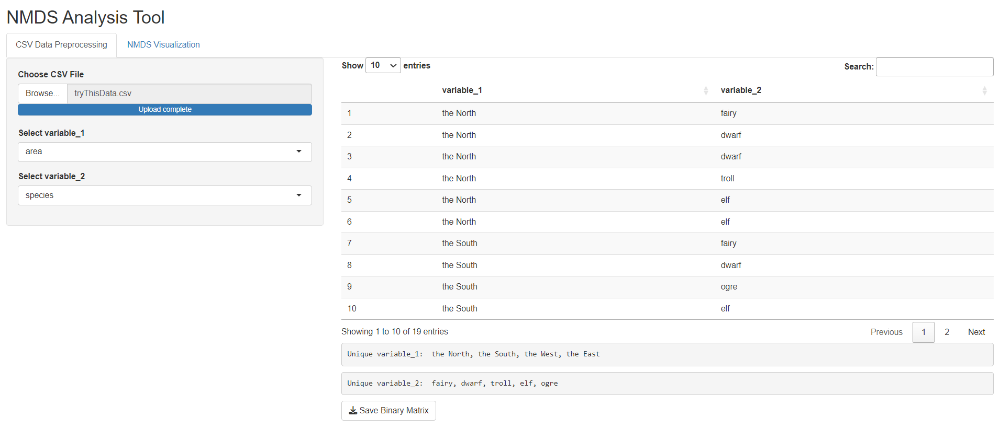 NMDS Analysis Tool
CSV Data Preprocessing NMDS Visualization
Choose CSV File
Browse... tryThisData.csv
Upload complete
Select variable_1
area
Select variable_2
species
Show 10 entries Search:
variable_1 variable_2
1 the North fairy
2 the North dwarf
3 the North dwarf
4 the North troll
5 the North elf
6 the North elf
7 the South fairy
8 the South dwarf
9 the South ogre
10 the South elf
Showing 1 to 10 of 19 entries Previous 1 2 Next
Unique variable_1: the North, the South, the West, the East
Unique variable_2: fairy, dwarf, troll, elf, ogre
Save Binary Matrix